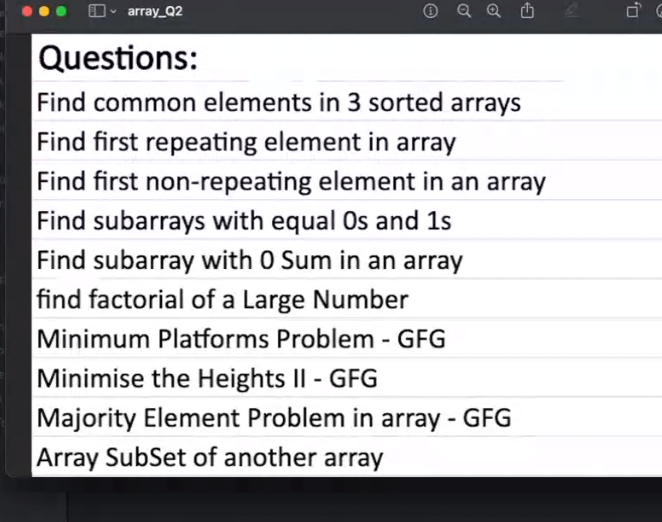 array_Q2
Questions:
Find common elements in 3 sorted arrays
Find first repeating element in array
Find first non-repeating element in an array
Find subarrays with equal 0s and 1s
Find subarray with 0 Sum in an array
find factorial of a Large Number
Minimum Platforms Problem - GFG
Minimise the Heights II - GFG
Majority Element Problem in array - GFG
Array SubSet of another array